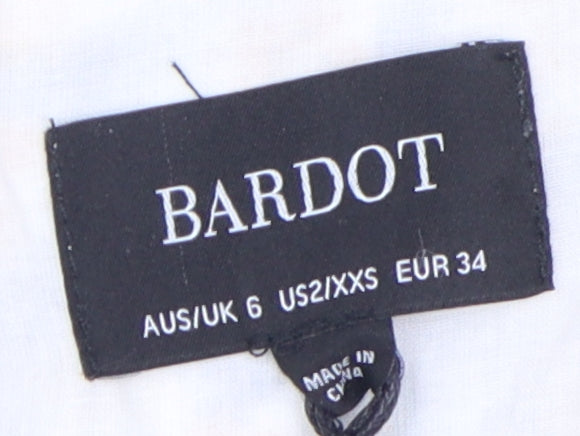 BARDOT
AUS/UK 6 US2/XXS EUR 34
MADE IN
CHINA